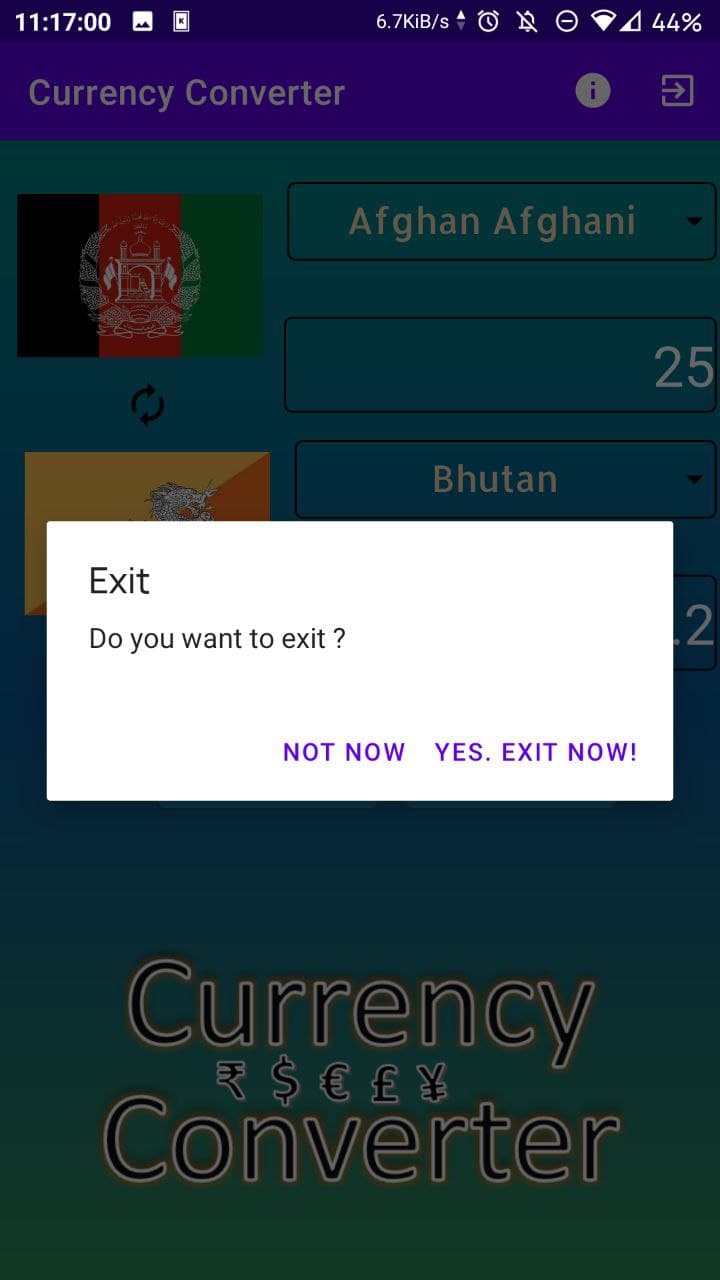 11:17:00 6.7KiB/s 44%
Currency Converter
Afghan Afghani
25
Bhutan
.2
Exit
Do you want to exit ?
NOT NOW YES. EXIT NOW!
Currency
₹ $ € £ ¥
Converter